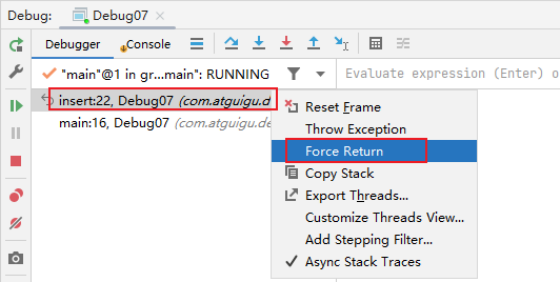 Debug: Debug07 ×
Debugger Console
"main"@1 in gr...main": RUNNING Evaluate expression (Enter) o
insert:22, Debug07 (com.atguigu.d
main:16, Debug07 (com.atguigu.de
Reset Frame
Throw Exception
Force Return
Copy Stack
Export Threads...
Customize Threads View...
Add Stepping Filter...
Async Stack Traces